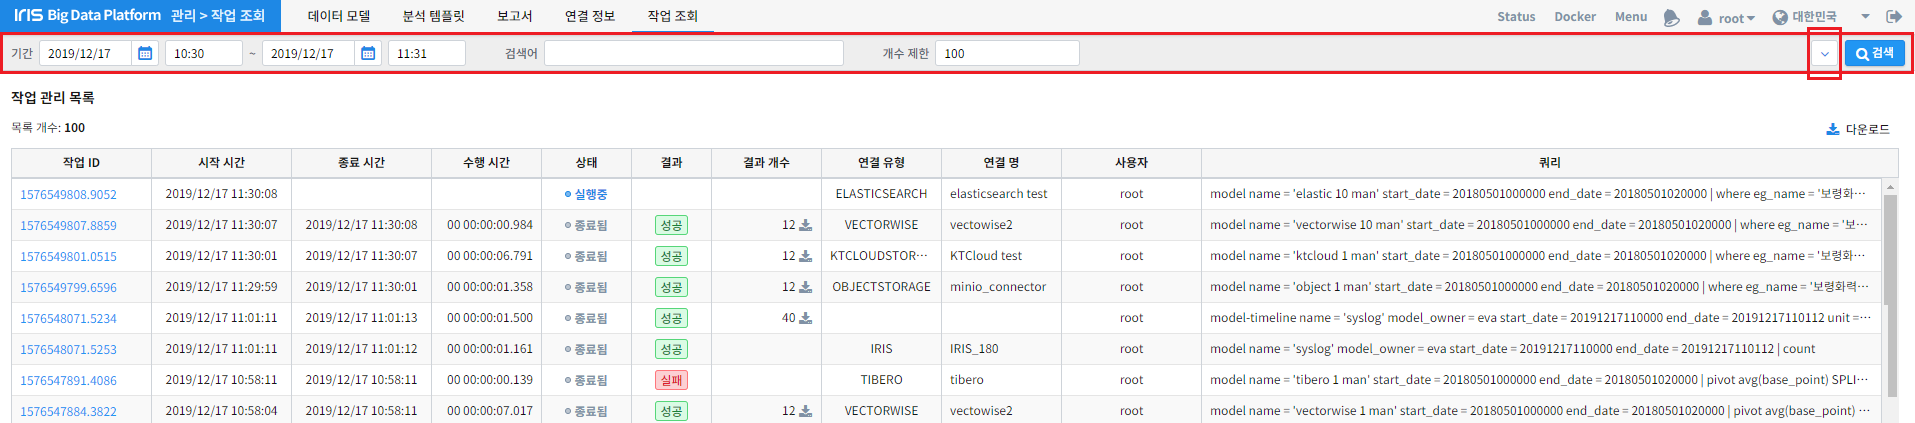 IRIS Big Data Platform 관리 > 작업 조회 데이터 모델 분석 템플릿 보고서 연결 정보 작업 조회 Status Docker Menu root 대한민국
기간 2019/12/17 10:30 ~ 2019/12/17 11:31 검색어 개수 제한 100 검색
작업 관리 목록
목록 개수: 100
다운로드
작업 ID 시작 시간 종료 시간 수행 시간 상태 결과 결과 개수 연결 유형 연결 명 사용자 쿼리
1576549808.9052 2019/12/17 11:30:08 실행중 ELASTICSEARCH elasticsearch test root model name = 'elastic 10 man' start_date = 20180501000000 end_date = 20180501020000 | where eg_name = '보령화···
1576549807.8859 2019/12/17 11:30:07 2019/12/17 11:30:08 00 00:00:00.984 종료됨 성공 12 VECTORWISE vectowise2 root model name = 'vectorwise 10 man' start_date = 20180501000000 end_date = 20180501020000 | where eg_name = '보···
1576549801.0515 2019/12/17 11:30:01 2019/12/17 11:30:07 00 00:00:06.791 종료됨 성공 12 KTCLOUDSTOR··· KTCloud test root model name = 'ktcloud 1 man' start_date = 20180501000000 end_date = 20180501020000 | where eg_name = '보령화···
1576549799.6596 2019/12/17 11:29:59 2019/12/17 11:30:01 00 00:00:01.358 종료됨 성공 12 OBJECTSTORAGE minio_connector root model name = 'object 1 man' start_date = 20180501000000 end_date = 20180501020000 | where eg_name = '보령화력···
1576548071.5234 2019/12/17 11:01:11 2019/12/17 11:01:13 00 00:00:01.500 종료됨 성공 40 root model-timeline name = 'syslog' model_owner = eva start_date = 20191217110000 end_date = 20191217110112 unit =···
1576548071.5253 2019/12/17 11:01:11 2019/12/17 11:01:12 00 00:00:01.161 종료됨 성공 IRIS IRIS_180 root model name = 'syslog' model_owner = eva start_date = 20191217110000 end_date = 20191217110112 | count
1576547891.4086 2019/12/17 10:58:11 2019/12/17 10:58:11 00 00:00:00.139 종료됨 실패 TIBERO tibero root model name = 'tibero 1 man' start_date = 20180501000000 end_date = 20180501020000 | pivot avg(base_point) SPLI···
1576547884.3822 2019/12/17 10:58:04 2019/12/17 10:58:11 00 00:00:07.017 종료됨 성공 12 VECTORWISE vectowise2 root model name = 'vectorwise 1 man' start_date = 20180501000000 end_date = 20180501020000 | pivot avg(base_point) ···